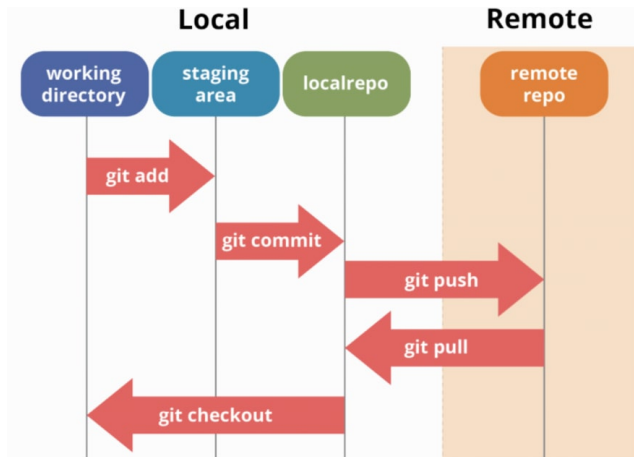 Local
Remote
working
directory
staging
area
localrepo
remote
repo
git add
git commit
git push
git pull
git checkout